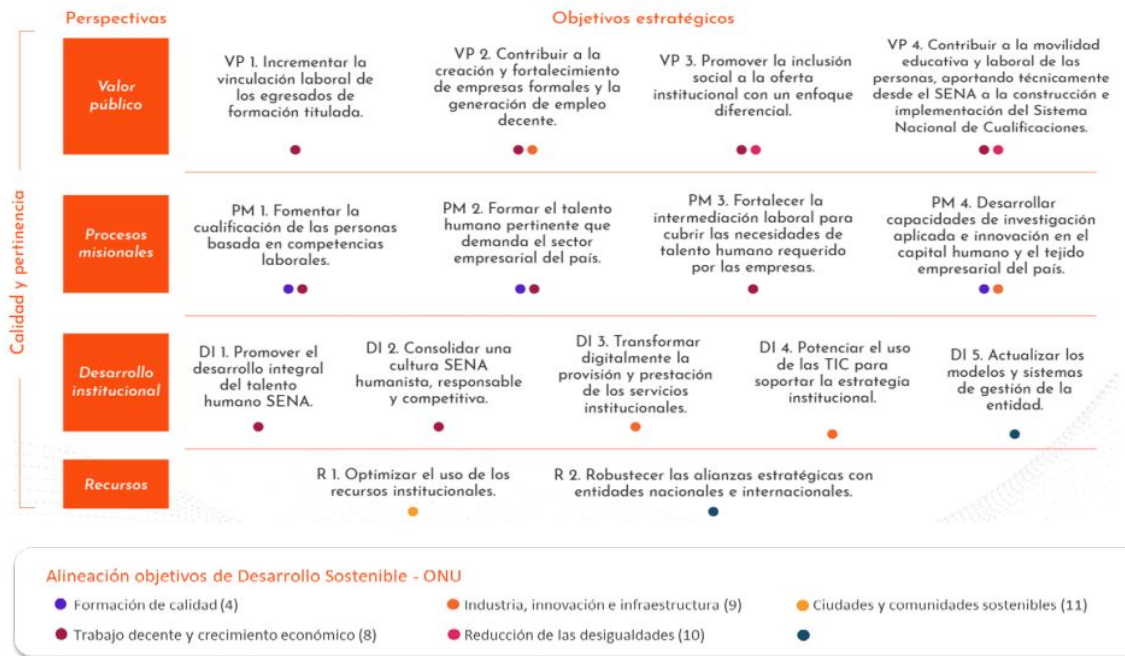 Perspectivas
Objetivos estratégicos
Calidad y pertinencia
Valor
público
VP 1. Incrementar la
vinculación laboral de
los egresados de
formación titulada.
VP 2. Contribuir a la
creación y fortalecimiento
de empresas formales y la
generación de empleo
decente.
VP 3. Promover la inclusión
social a la oferta
institucional con un enfoque
diferencial.
VP 4. Contribuir a la movilidad
educativa y laboral de las
personas, aportando técnicamente
desde el SENA a la construcción e
implementación del Sistema
Nacional de Cualificaciones.
Procesos
misionales
PM 1. Fomentar la
cualificación de las personas
basada en competencias
laborales.
PM 2. Formar el talento
humano pertinente que
demanda el sector
empresarial del país.
PM 3. Fortalecer la
intermediación laboral para
cubrir las necesidades de
talento humano requerido
por las empresas.
PM 4. Desarrollar
capacidades de investigación
aplicada e innovación en el
capital humano y el tejido
empresarial del país.
Desarrollo
institucional
DI 1. Promover el
desarrollo integral
del talento
humano SENA.
DI 2. Consolidar una
cultura SENA
humanista, responsable
y competitiva.
DI 3. Transformar
digitalmente la
provisión y prestación
de los servicios
institucionales.
DI 4. Potenciar el uso
de las TIC para
soportar la estrategia
institucional.
DI 5. Actualizar los
modelos y sistemas
de gestión de la
entidad.
Recursos
R 1. Optimizar el uso de los
recursos institucionales.
R 2. Robustecer las alianzas estratégicas con
entidades nacionales e internacionales.
Alineación objetivos de Desarrollo Sostenible - ONU
Formación de calidad (4)
Industria, innovación e infraestructura (9)
Ciudades y comunidades sostenibles (11)
Trabajo decente y crecimiento económico (8)
Reducción de las desigualdades (10)